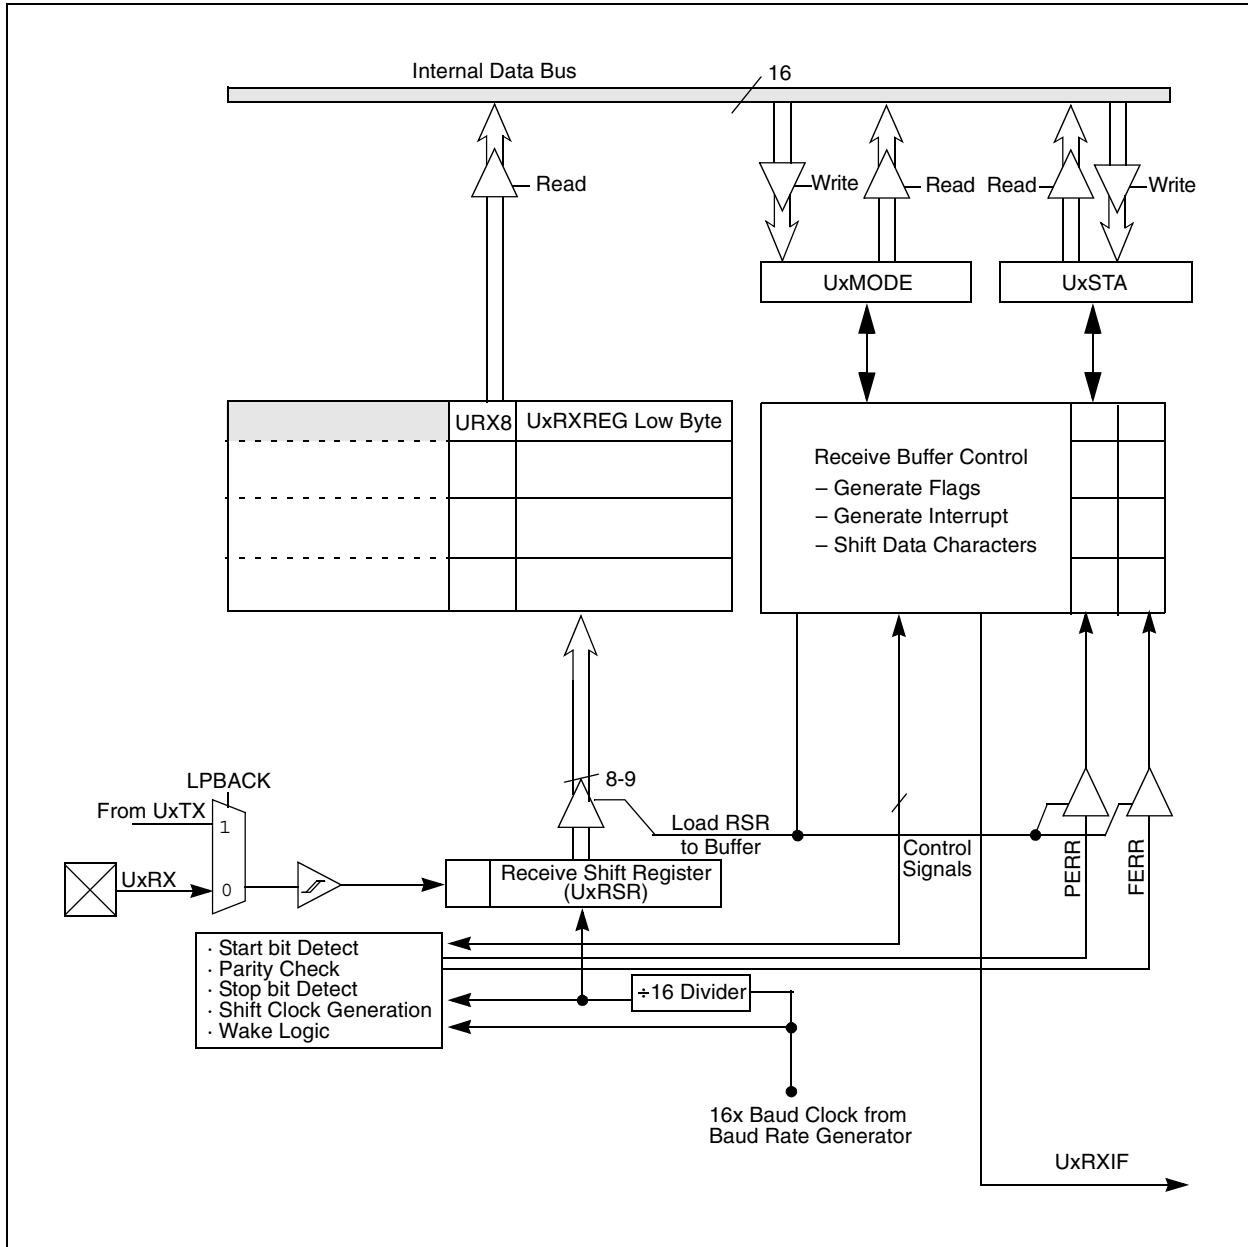 Internal Data Bus
16
Read
Write
Read
Read
Write
UxMODE
UxSTA
URX8
UxRXREG Low Byte
Receive Buffer Control
– Generate Flags
– Generate Interrupt
– Shift Data Characters
LPBACK
From UxTX
1
UxRX
0
8-9
Load RSR
to Buffer
Control
Signals
PERR
FERR
Receive Shift Register
(UxRSR)
· Start bit Detect
· Parity Check
· Stop bit Detect
· Shift Clock Generation
· Wake Logic
÷16 Divider
16x Baud Clock from
Baud Rate Generator
UxRXIF